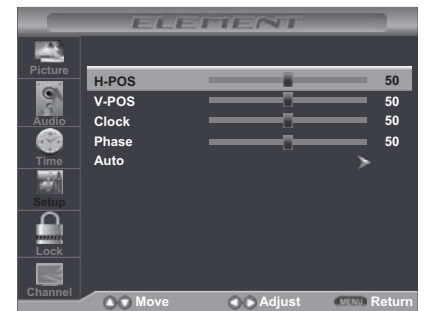 ELEMENT
Picture
Audio
Time
Setup
Lock
Channel
H-POS 50
V-POS 50
Clock 50
Phase 50
Auto
Move Adjust MENU Return